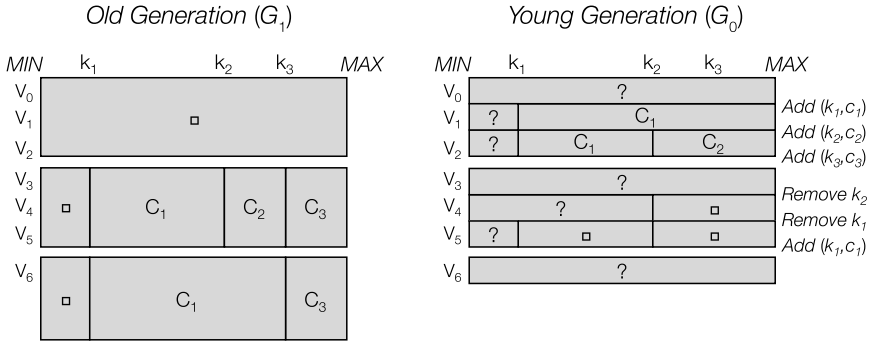 Old Generation (G1)
MIN k1 k2 k3 MAX
V0
V1
V2
V3
V4 C1 C2 C3
V5
V6
C1 C3
Young Generation (G0)
MIN k1 k2 k3 MAX
V0 ?
Add (k1,c1)
V1 ? C1
Add (k2,c2)
V2 ? C1 C2
Add (k3,c3)
V3 ?
Remove k2
V4 ?
Remove k1
V5 ?
Add (k1,c1)
V6 ?